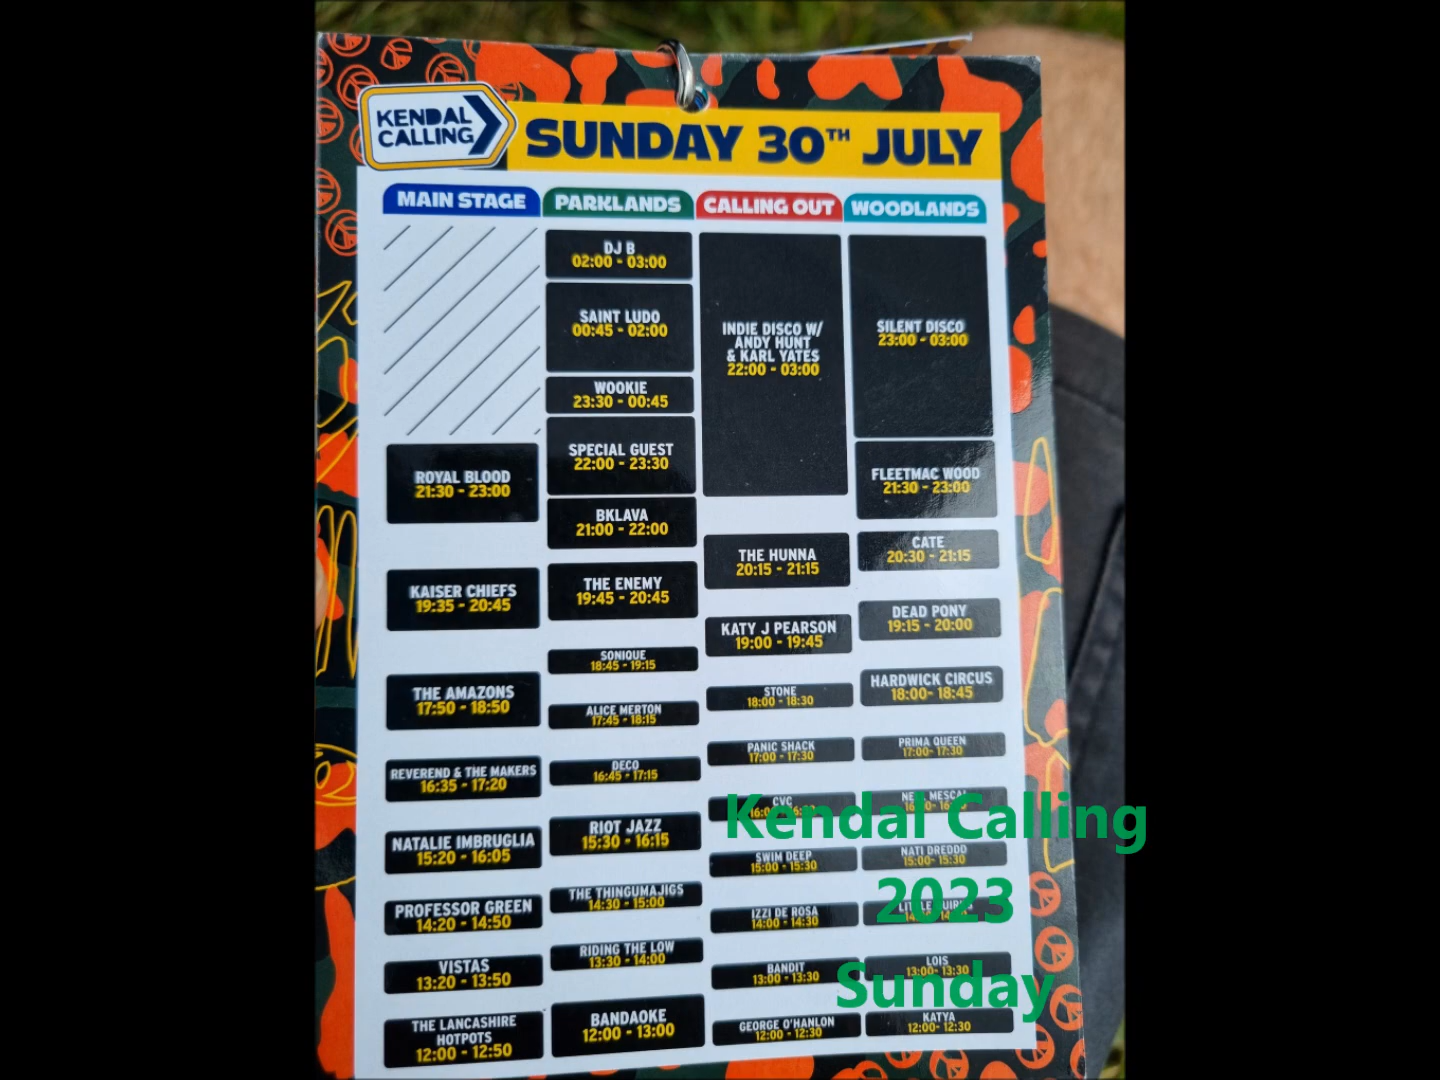 KENDAL
CALLING
SUNDAY 30TH JULY
MAIN STAGE
ROYAL BLOOD
21:30 - 23:00
KAISER CHIEFS
19:35 - 20:45
THE AMAZONS
17:50 - 18:50
REVEREND & THE MAKERS
16:35 - 17:20
NATALIE IMBRUGLIA
15:20 - 16:05
PROFESSOR GREEN
14:20 - 14:50
VISTAS
13:20 - 13:50
THE LANCASHIRE
HOTPOTS
12:00 - 12:50
PARKLANDS
DJ B
02:00 - 03:00
SAINT LUDO
00:45 - 02:00
WOOKIE
23:30 - 00:45
SPECIAL GUEST
22:00 - 23:30
BKLAVA
21:00 - 22:00
THE ENEMY
19:45 - 20:45
SONIQUE
18:45 - 19:15
ALICE MERTON
17:45 - 18:15
DECO
16:45 - 17:15
RIOT JAZZ
15:30 - 16:15
THE THINGUMAJIGS
14:30 - 15:00
RIDING THE LOW
13:30 - 14:00
BANDAOKE
12:00 - 13:00
CALLING OUT
INDIE DISCO W/
ANDY HUNT
& KARL YATES
22:00 - 03:00
THE HUNNA
20:15 - 21:15
KATY J PEARSON
19:00 - 19:45
STONE
18:00 - 18:30
PANIC SHACK
17:00 - 17:30
CVC
SWIM DEEP
15:00 - 15:30
IZZI DE ROSA
14:00 - 14:30
BANDIT
13:00 - 13:30
GEORGE O'HANLON
12:00 - 12:30
WOODLANDS
SILENT DISCO
23:00 - 03:00
FLEETMAC WOOD
21:30 - 23:00
CATE
20:30 - 21:15
DEAD PONY
19:15 - 20:00
HARDWICK CIRCUS
18:00- 18:45
PRIMA QUEEN
17:00- 17:30
MESCAL
NATI DREDDD
15:00- 15:30
LOIS
13:00- 13:30
KATYA
12:00- 12:30
Kendal Calling
2023
Sunday